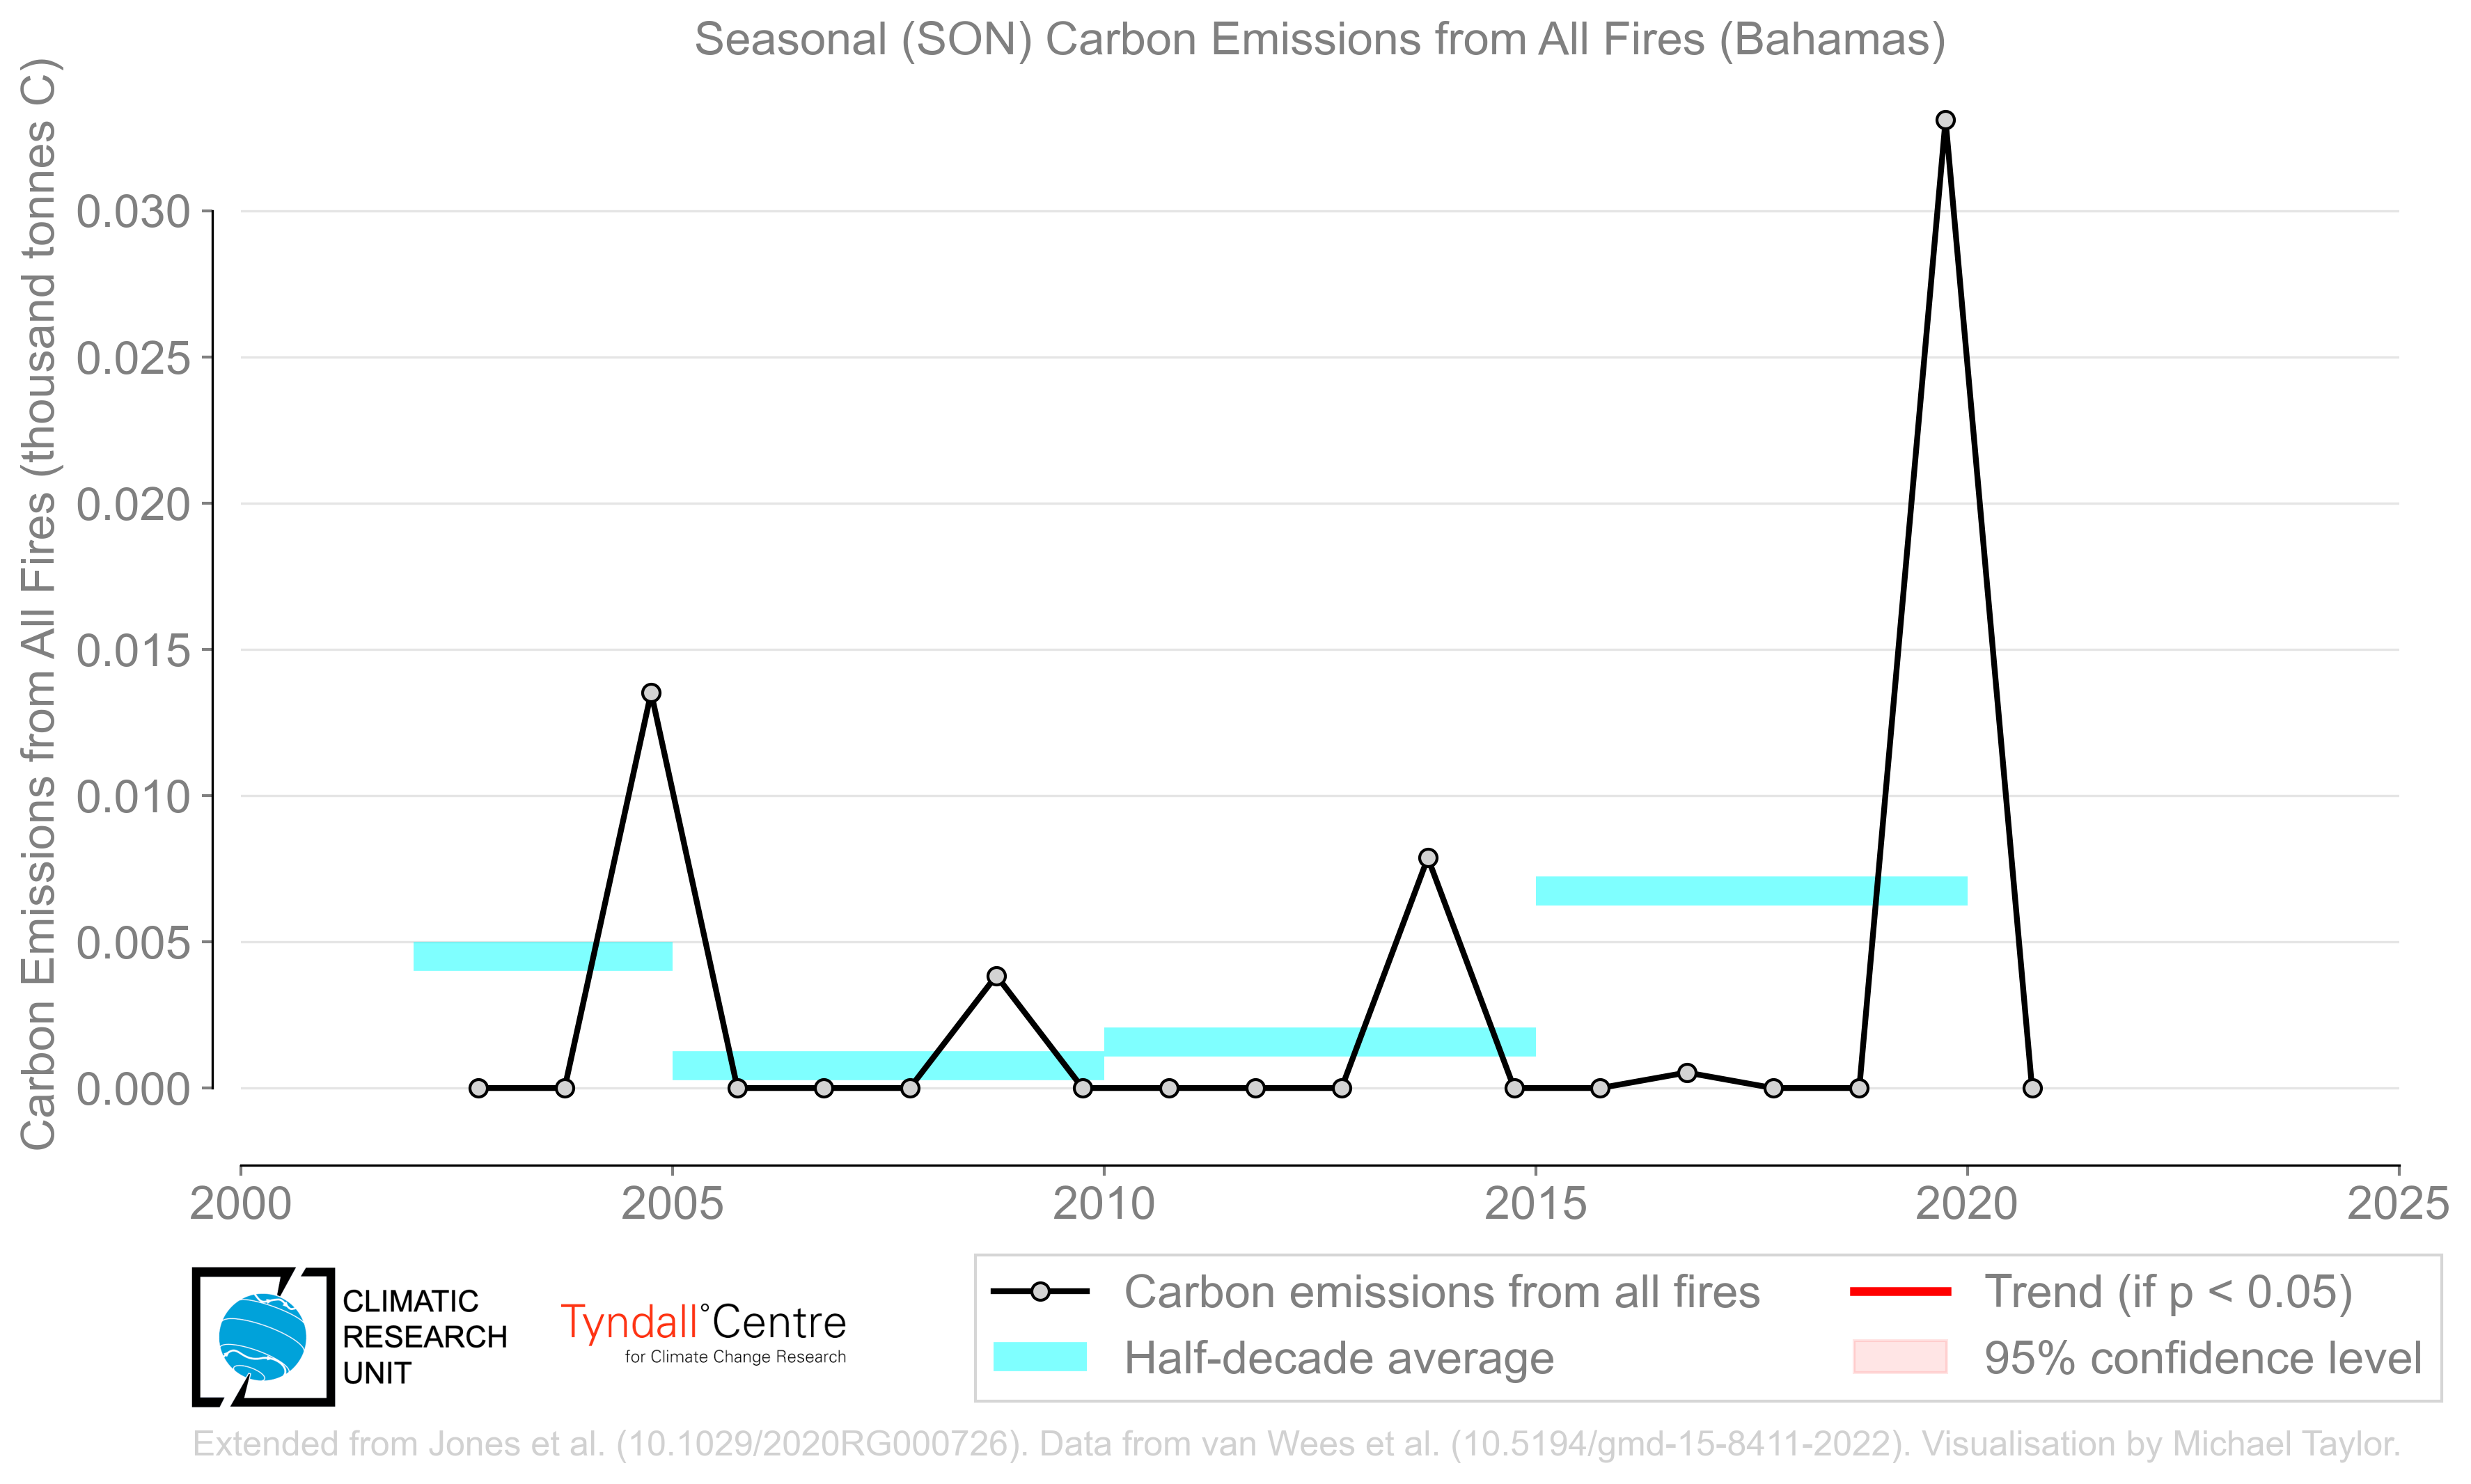 Seasonal (SON) Carbon Emissions from All Fires (Bahamas)
Carbon Emissions from All Fires (thousand tonnes C)
0.030
0.025
0.020
0.015
0.010
0.005
0.000
2000 2005 2010 2015 2020 2025
CLIMATIC
RESEARCH
UNIT
Tyndall°Centre
for Climate Change Research
Carbon emissions from all fires
Half-decade average
Trend (if p < 0.05)
95% confidence level
Extended from Jones et al. (10.1029/2020RG000726). Data from van Wees et al. (10.5194/gmd-15-8411-2022). Visualisation by Michael Taylor.